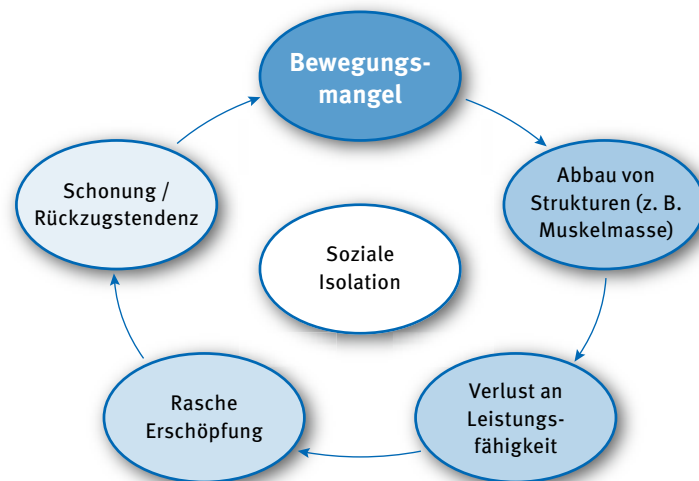 Bewegungs-
mangel
Abbau von
Strukturen (z. B.
Muskelmasse)
Verlust an
Leistungs-
fähigkeit
Rasche
Erschöpfung
Schonung /
Rückzugstendenz
Soziale
Isolation